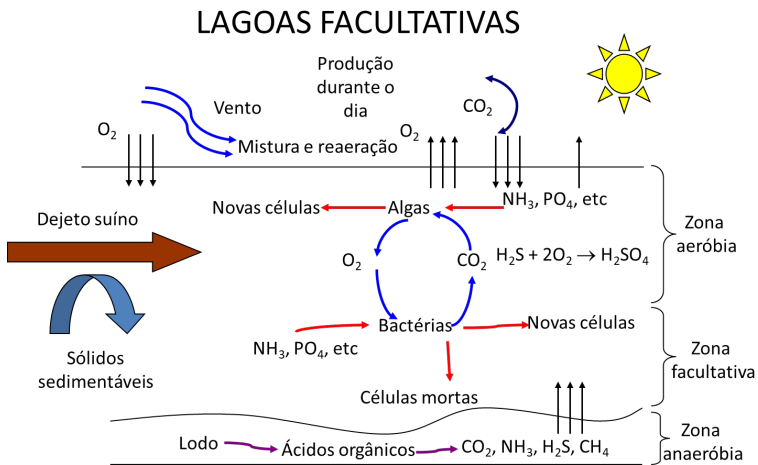 LAGOAS FACULTATIVAS
Produção
durante o
dia
Vento
CO₂
O₂
O₂
Mistura e reaeração
NH₃, PO₄, etc
Novas células
Algas
Dejeto suíno
Zona
aeróbia
O₂
CO₂
H₂S + 2O₂ → H₂SO₄
Bactérias
Novas células
NH₃, PO₄, etc
Zona
facultativa
Sólidos
sedimentáveis
Células mortas
Lodo
Ácidos orgânicos
CO₂, NH₃, H₂S, CH₄
Zona
anaeróbia